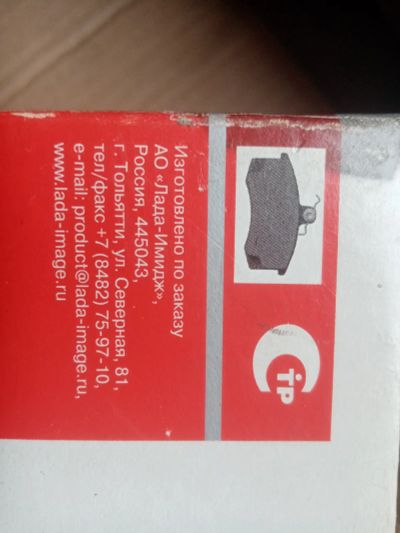 Изготовлено по заказу
АО «Лада-Имидж»,
Россия, 445043,
г. Тольятти, ул. Северная, 81,
тел/факс +7 (8482) 75-97-10,
e-mail: product@lada-image.ru,
www.lada-image.ru